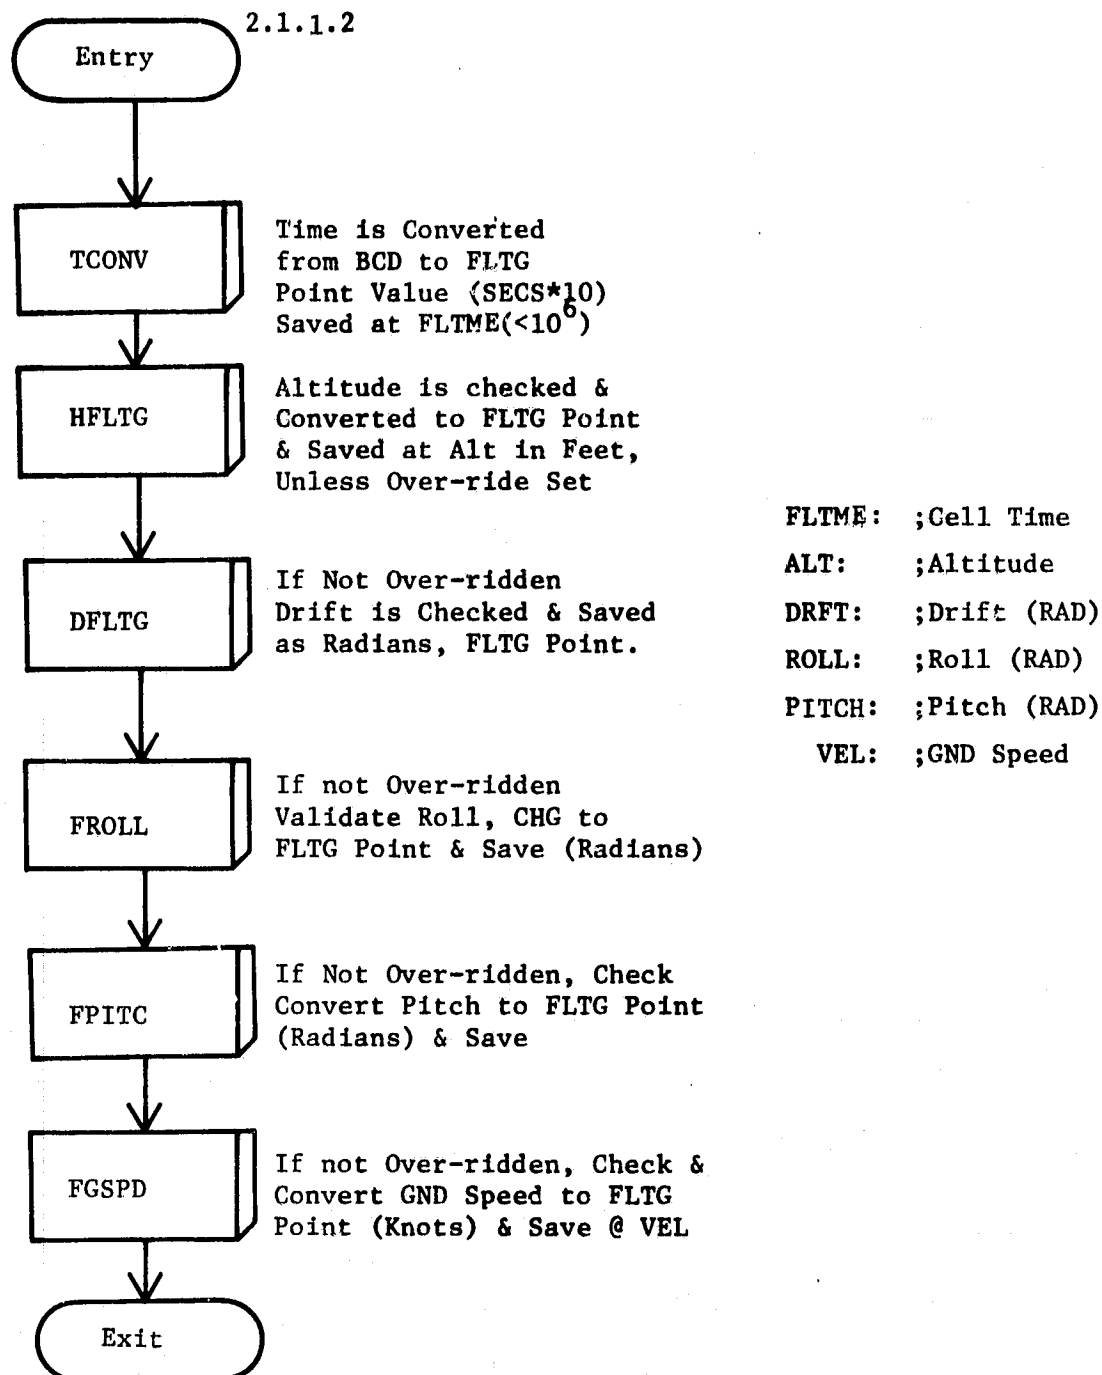 2.1.1.2
Entry
TCONV
Time is Converted
from BCD to FLTG
Point Value (SECS*10)
Saved at FLTME(<10⁶)
HFLTG
Altitude is checked &
Converted to FLTG Point
& Saved at Alt in Feet,
Unless Over-ride Set
DFLTG
If Not Over-ridden
Drift is Checked & Saved
as Radians, FLTG Point.
FROLL
If not Over-ridden
Validate Roll, CHG to
FLTG Point & Save (Radians)
FPITC
If Not Over-ridden, Check
Convert Pitch to FLTG Point
(Radians) & Save
FGSPD
If not Over-ridden, Check &
Convert GND Speed to FLTG
Point (Knots) & Save @ VEL
Exit
FLTME: ;Cell Time
ALT: ;Altitude
DRFT: ;Drift (RAD)
ROLL: ;Roll (RAD)
PITCH: ;Pitch (RAD)
VEL: ;GND Speed